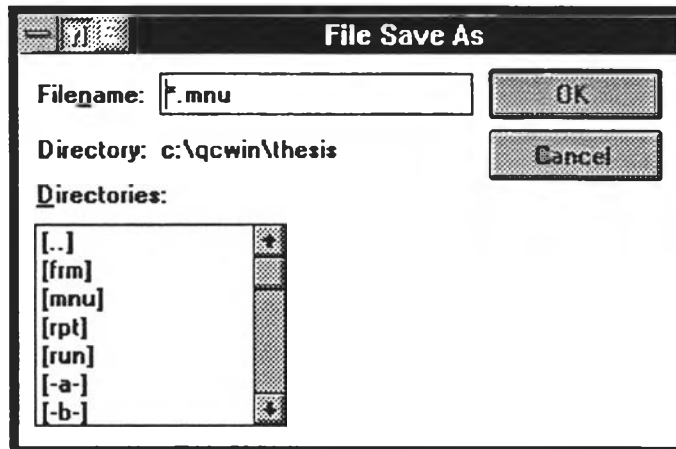 File Save As
Filename: *.mnu
OK
Directory: c:\qcwin\thesis
Cancel
Directories:
[..]
[frm]
[mnu]
[rpt]
[run]
[-a-]
[-b-]